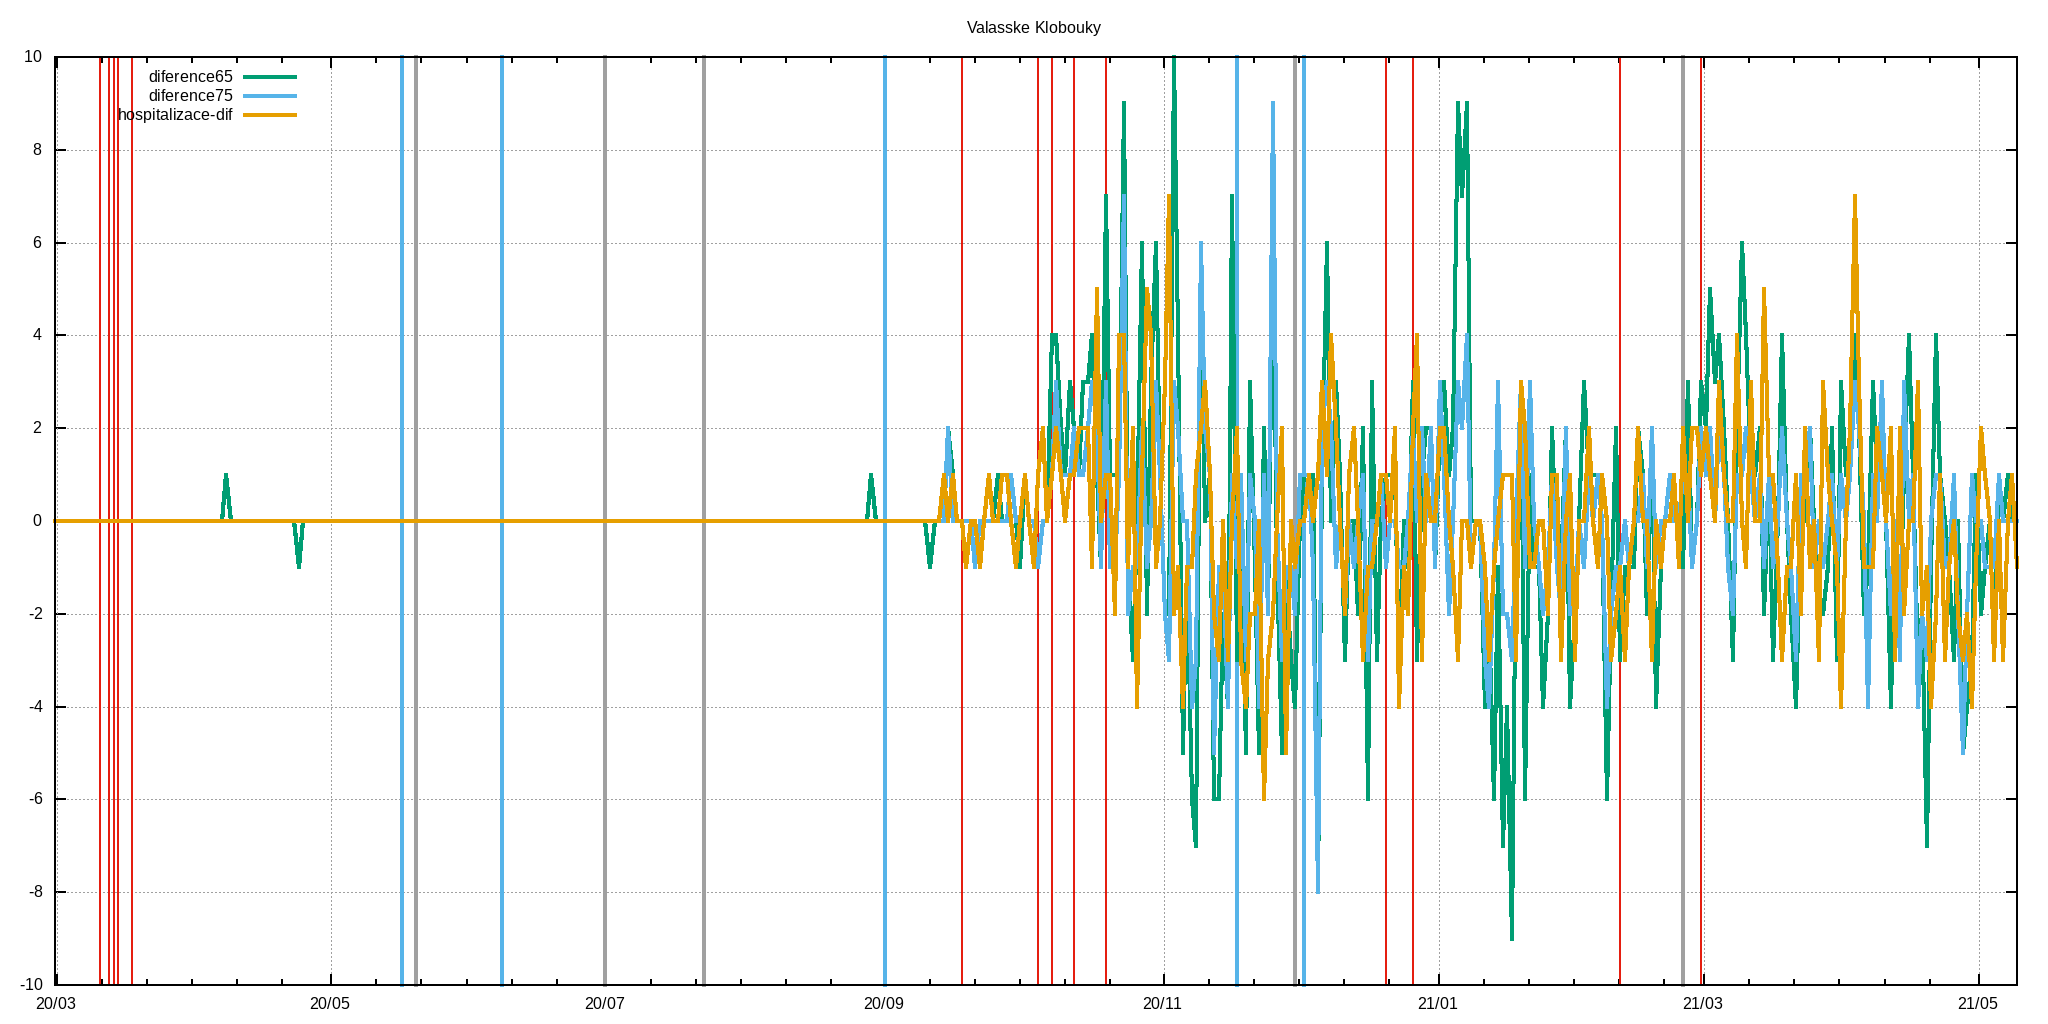 Valasske Klobouky
diference65
diference75
hospitalizace-dif
10
8
6
4
2
0
-2
-4
-6
-8
-10
20/03 20/05 20/07 20/09 20/11 21/01 21/03 21/05